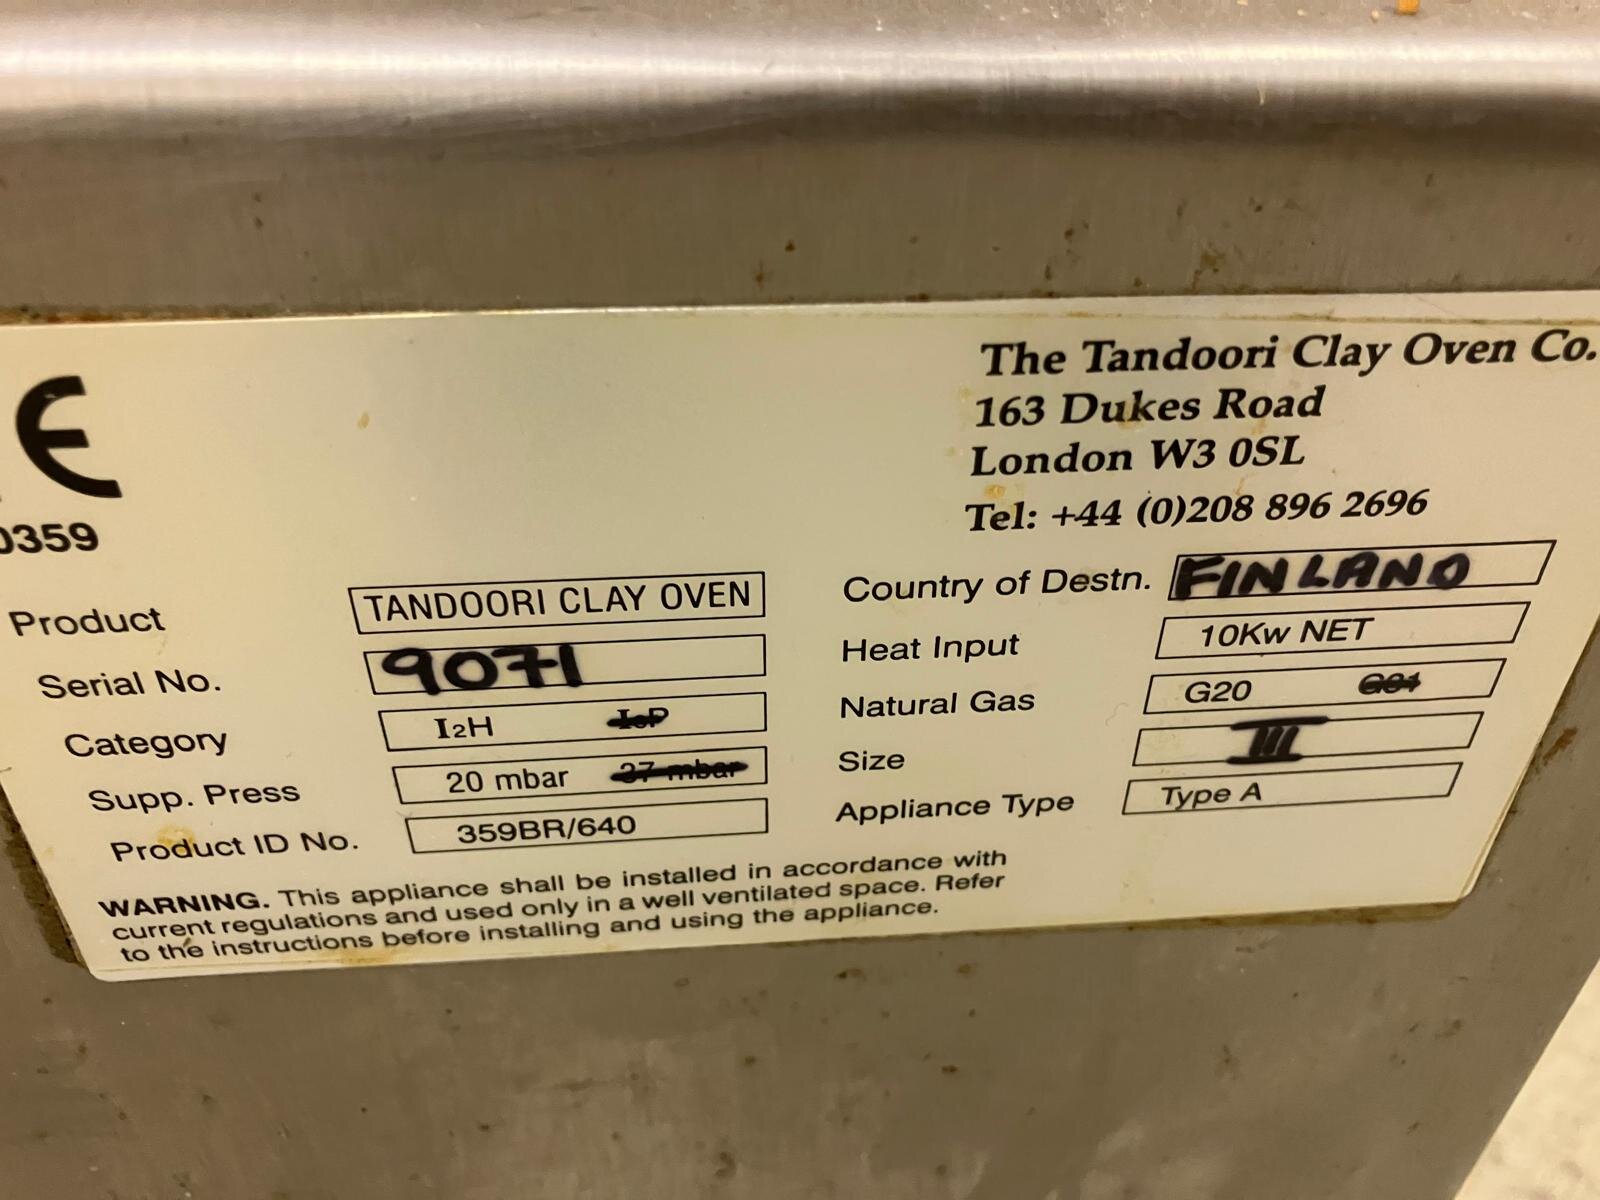 The Tandoori Clay Oven Co.
163 Dukes Road
London W3 0SL
Tel: +44 (0)208 896 2696
CE
0359
Product TANDOORI CLAY OVEN
Serial No. 9071
Category I2H
Supp. Press 20 mbar 37 mbar
Product ID No. 359BR/640
Country of Destn. FINLAND
Heat Input 10Kw NET
Natural Gas G20
Size III
Appliance Type Type A
WARNING. This appliance shall be installed in accordance with
current regulations and used only in a well ventilated space. Refer
to the instructions before installing and using the appliance.